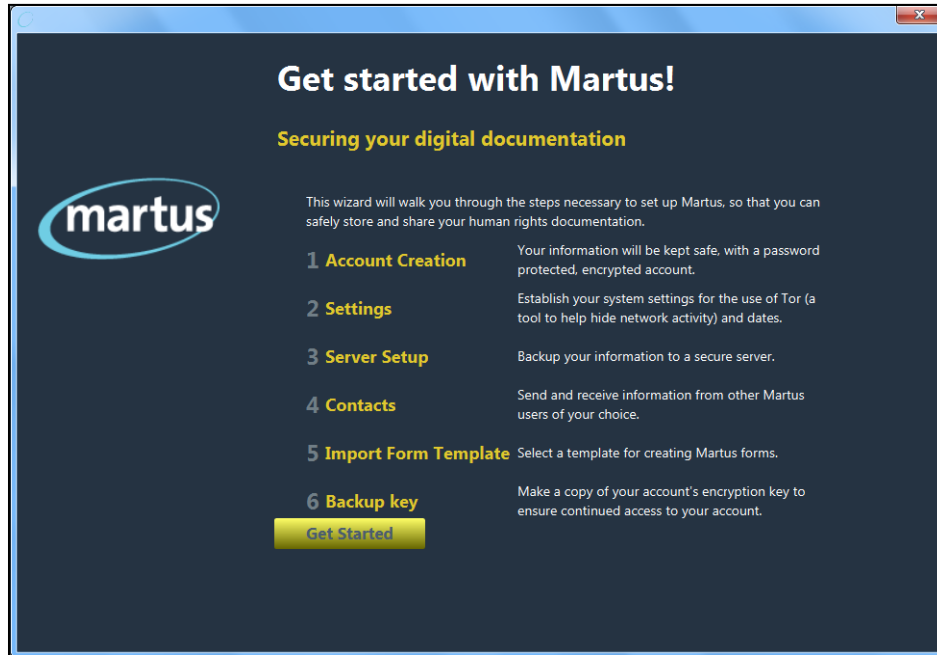 Get started with Martus!
Securing your digital documentation
martus
This wizard will walk you through the steps necessary to set up Martus, so that you can
safely store and share your human rights documentation.
1 Account Creation
Your information will be kept safe, with a password
protected, encrypted account.
2 Settings
Establish your system settings for the use of Tor (a
tool to help hide network activity) and dates.
3 Server Setup
Backup your information to a secure server.
4 Contacts
Send and receive information from other Martus
users of your choice.
5 Import Form Template
Select a template for creating Martus forms.
6 Backup key
Make a copy of your account's encryption key to
ensure continued access to your account.
Get Started